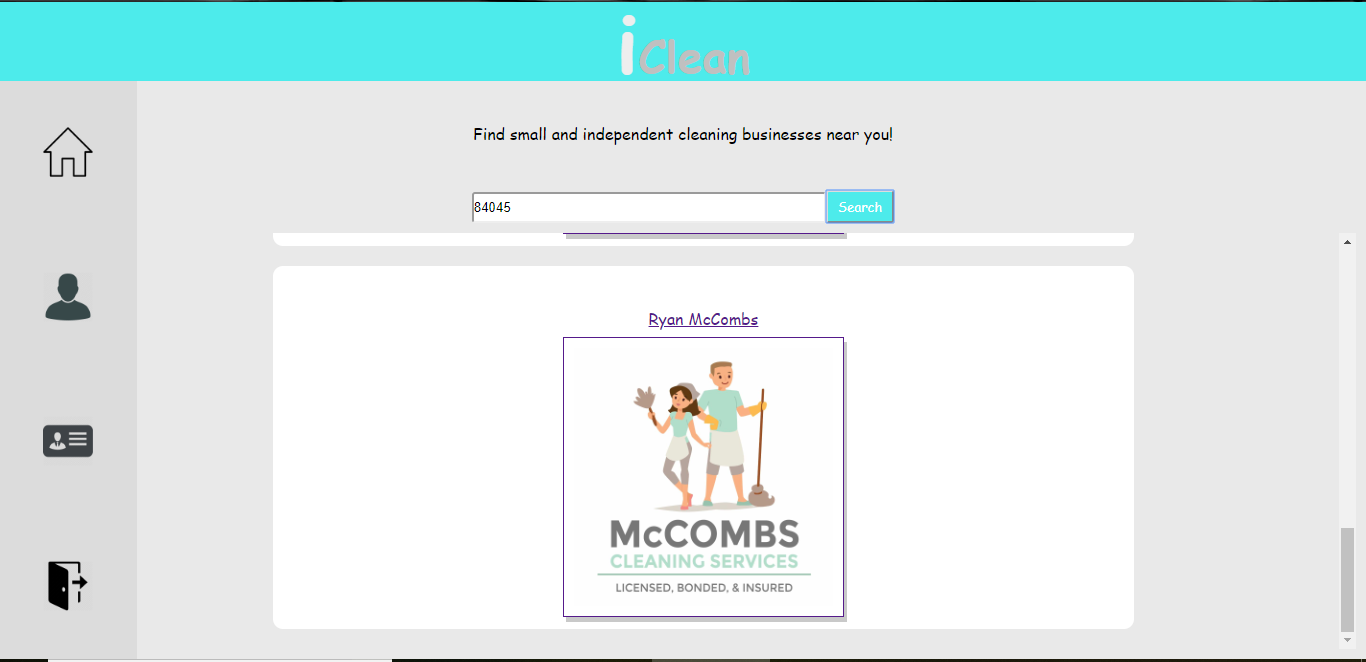 iClean
Find small and independent cleaning businesses near you!
84045
Search
Ryan McCombs
McCOMBS
CLEANING SERVICES
LICENSED, BONDED, & INSURED